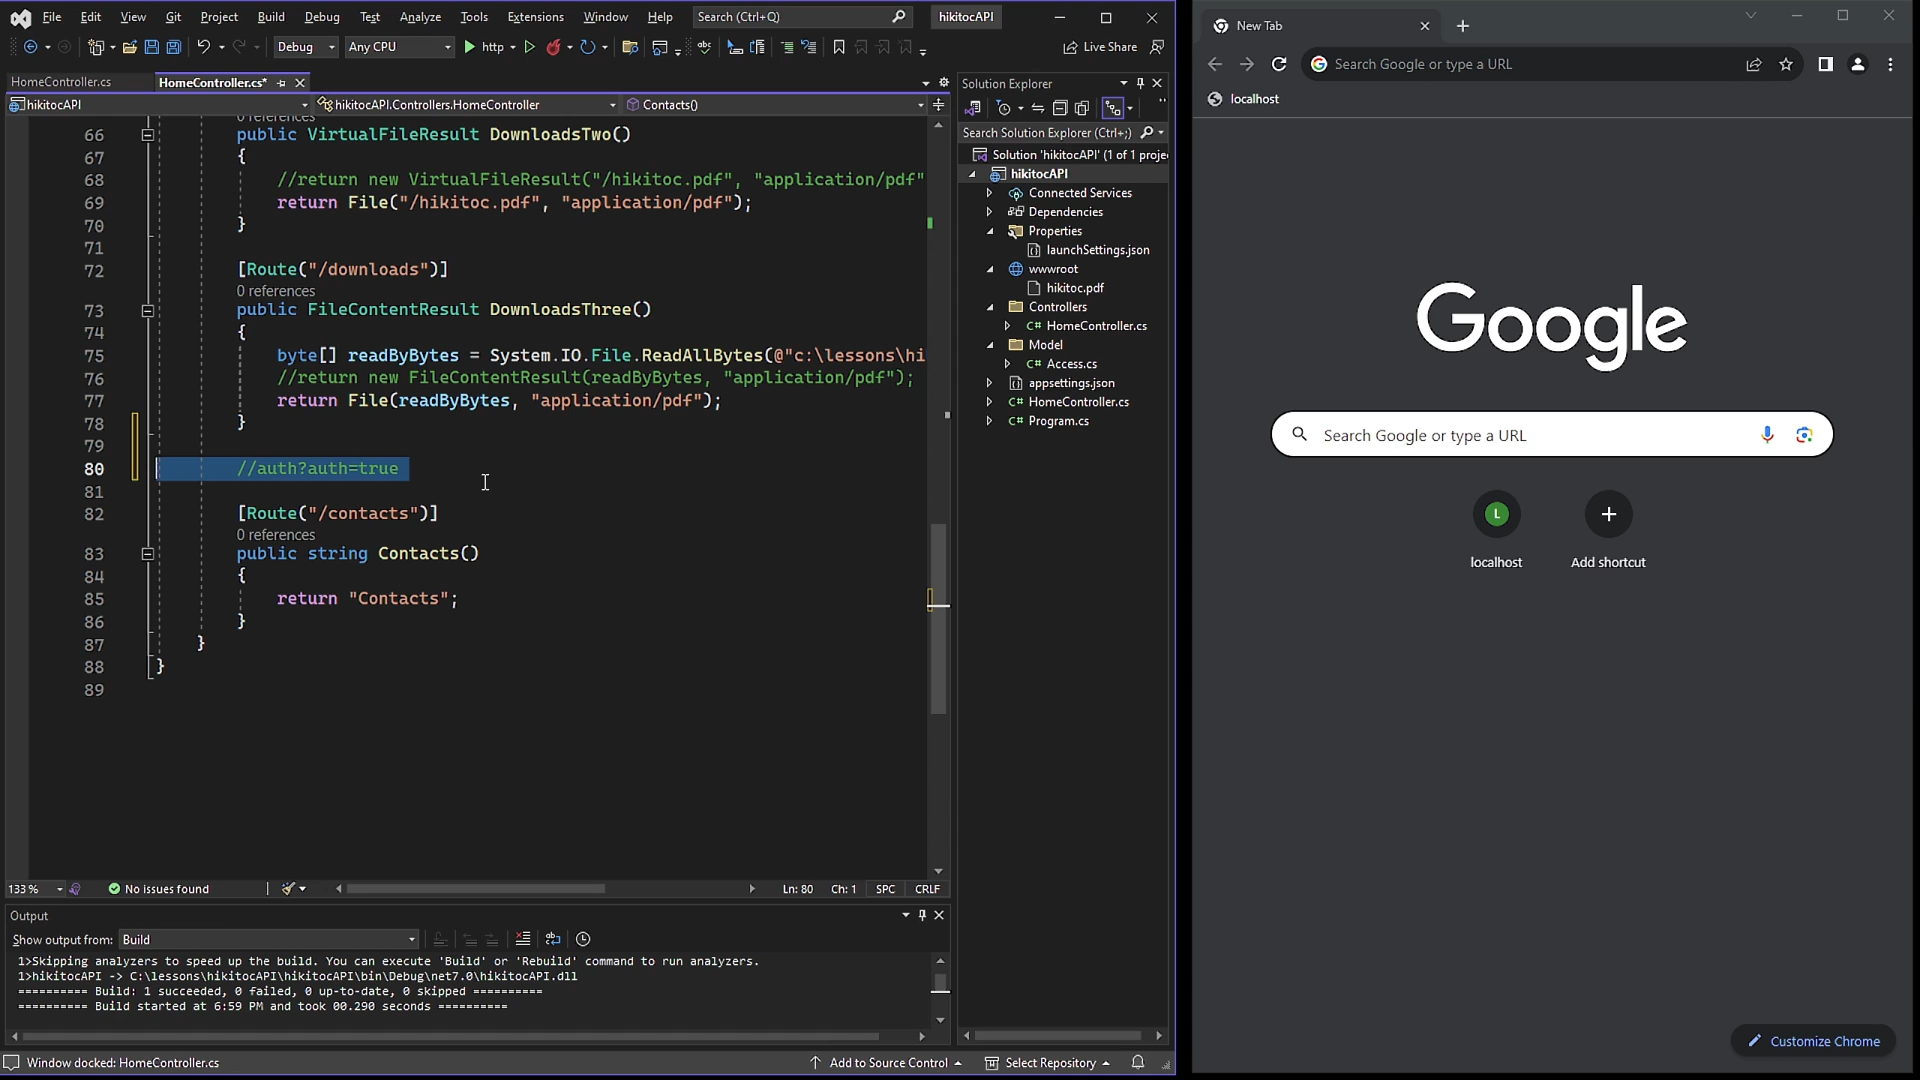 File Edit View Git Project Build Debug Test Analyze Tools Extensions Window Help Search (Ctrl+Q) hikitocAPI
Debug Any CPU http Live Share
HomeController.cs HomeController.cs*
hikitocAPI hikitocAPI.Controllers.HomeController Contacts()
0 references
66 public VirtualFileResult DownloadsTwo()
67 {
68 //return new VirtualFileResult("/hikitoc.pdf", "application/pdf"
69 return File("/hikitoc.pdf", "application/pdf");
70 }
71
72 [Route("/downloads")]
0 references
73 public FileContentResult DownloadsThree()
74 {
75 byte[] readByBytes = System.IO.File.ReadAllBytes(@"c:\lessons\hi
76 //return new FileContentResult(readByBytes, "application/pdf");
77 return File(readByBytes, "application/pdf");
78 }
79
80 //auth?auth=true
81
82 [Route("/contacts")]
0 references
83 public string Contacts()
84 {
85 return "Contacts";
86 }
87 }
88 }
89
133 % No issues found Ln: 80 Ch: 1 SPC CRLF
Output
Show output from: Build
1>Skipping analyzers to speed up the build. You can execute 'Build' or 'Rebuild' command to run analyzers.
1>hikitocAPI -> C:\lessons\hikitocAPI\hikitocAPI\bin\Debug\net7.0\hikitocAPI.dll
========== Build: 1 succeeded, 0 failed, 0 up-to-date, 0 skipped ==========
========== Build started at 6:59 PM and took 00.290 seconds ==========
Window docked: HomeController.cs Add to Source Control Select Repository
Solution Explorer
Search Solution Explorer (Ctrl+;)
Solution 'hikitocAPI' (1 of 1 proje
hikitocAPI
Connected Services
Dependencies
Properties
launchSettings.json
wwwroot
hikitoc.pdf
Controllers
C# HomeController.cs
Model
C# Access.cs
appsettings.json
C# HomeController.cs
C# Program.cs
New Tab
Search Google or type a URL
localhost
Google
Search Google or type a URL
L
localhost
Add shortcut
Customize Chrome